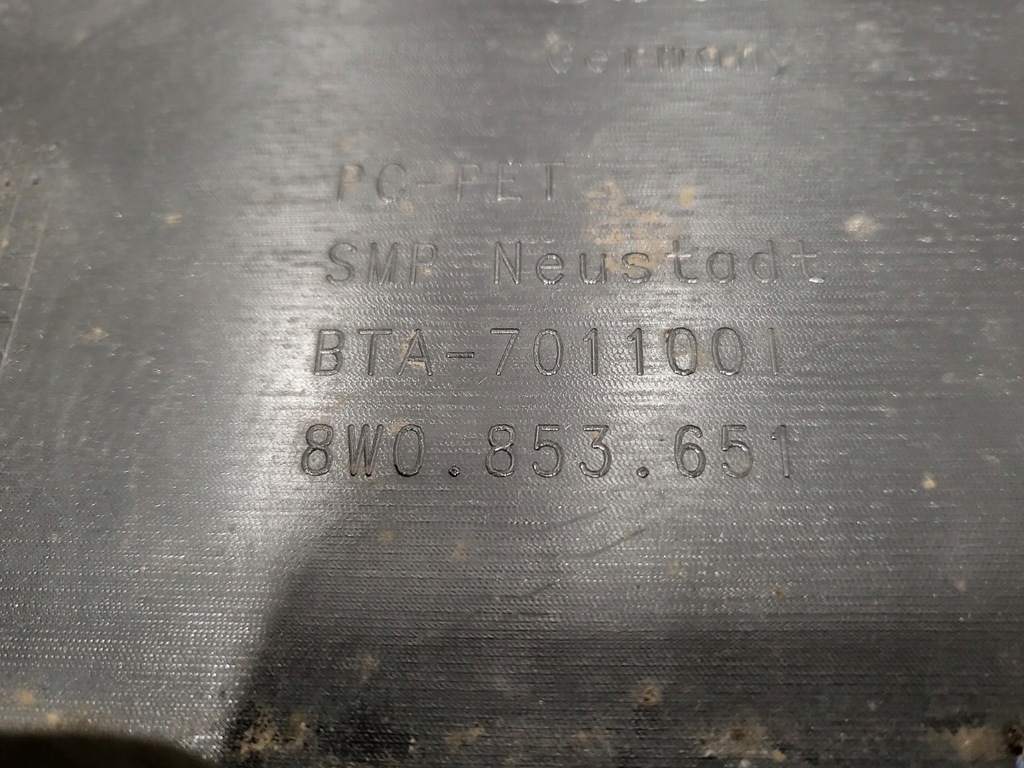 Germany
PC-PET
SMP Neustadt
BTA-7011001
8W0.853.651